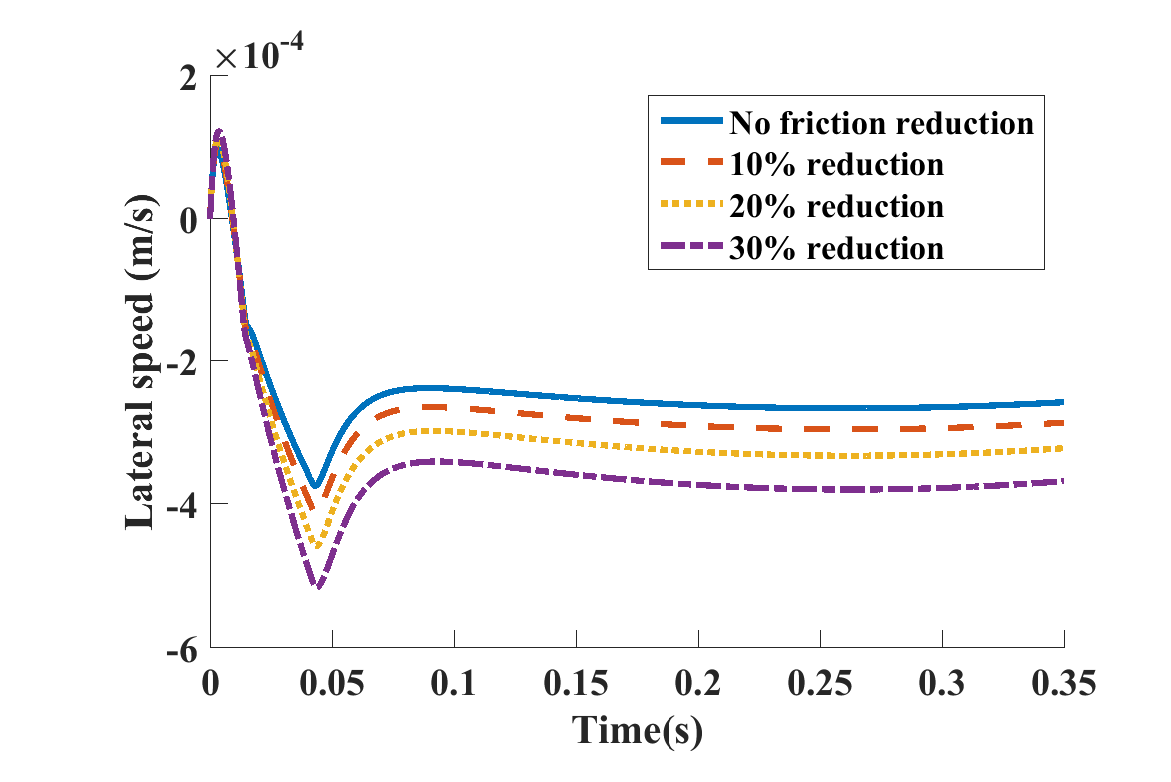 ×10-4
2
0
-2
-4
-6
Lateral speed (m/s)
No friction reduction
10% reduction
20% reduction
30% reduction
0 0.05 0.1 0.15 0.2 0.25 0.3 0.35
Time(s)